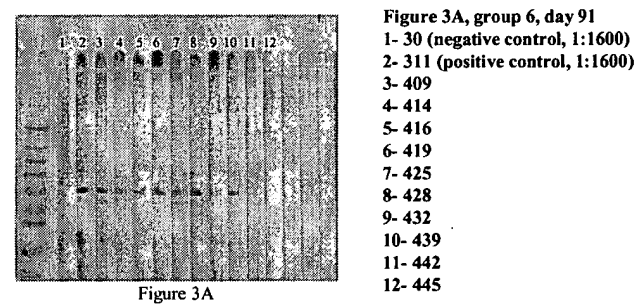 1 2 3 4 5 6 7 8 9 10 11 12
Figure 3A
Figure 3A, group 6, day 91
1- 30 (negative control, 1:1600)
2- 311 (positive control, 1:1600)
3- 409
4- 414
5- 416
6- 419
7- 425
8- 428
9- 432
10- 439
11- 442
12- 445